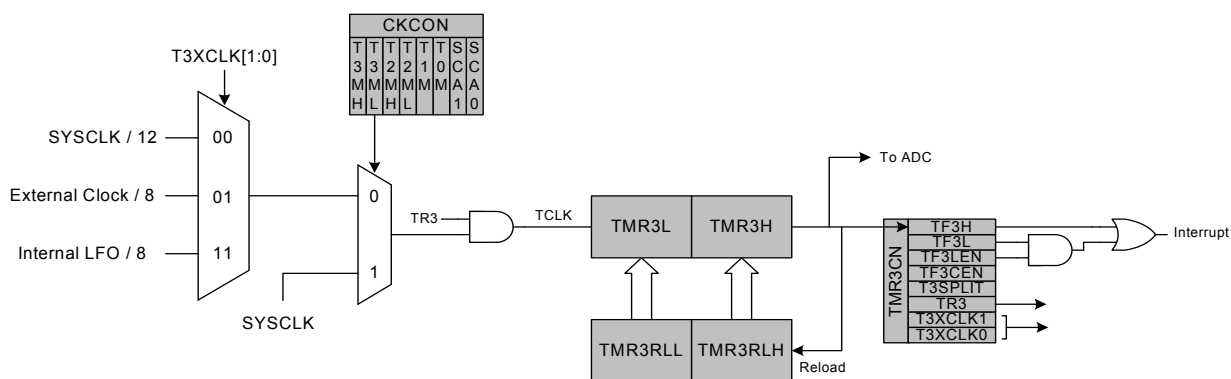 CKCON
T3MH T3ML T2MH T2ML T1M T0M SCA1 SCA0
T3XCLK[1:0]
SYSCLK / 12
00
External Clock / 8
01
Internal LFO / 8
11
0
1
SYSCLK
TR3
TCLK
TMR3L TMR3H
To ADC
TMR3RLL TMR3RLH
Reload
TMR3CN
TF3H
TF3L
TF3LEN
TF3CEN
T3SPLIT
TR3
T3XCLK1
T3XCLK0
Interrupt